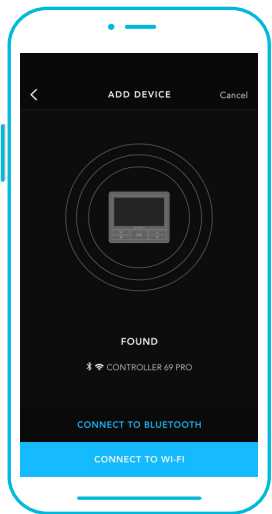 ADD DEVICE Cancel
FOUND
CONTROLLER 69 PRO
CONNECT TO BLUETOOTH
CONNECT TO WI-FI